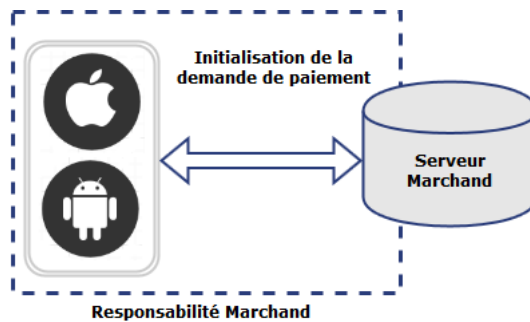 Initialisation de la
demande de paiement
Serveur
Marchand
Responsabilité Marchand